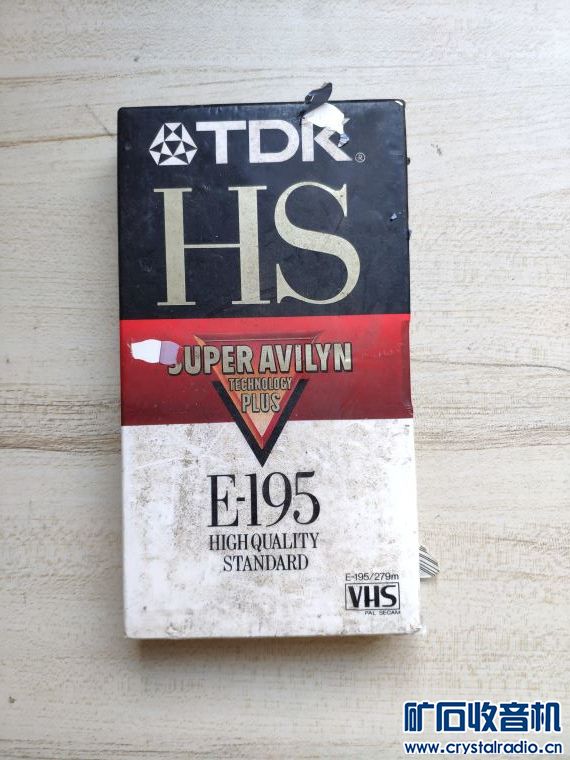 TDK®
HS
SUPER AVILYN
TECHNOLOGY
PLUS
E-195
HIGH QUALITY
STANDARD
E-195/279m
VHS
PAL SECAM
矿石收音机
www.crystalradio.cn